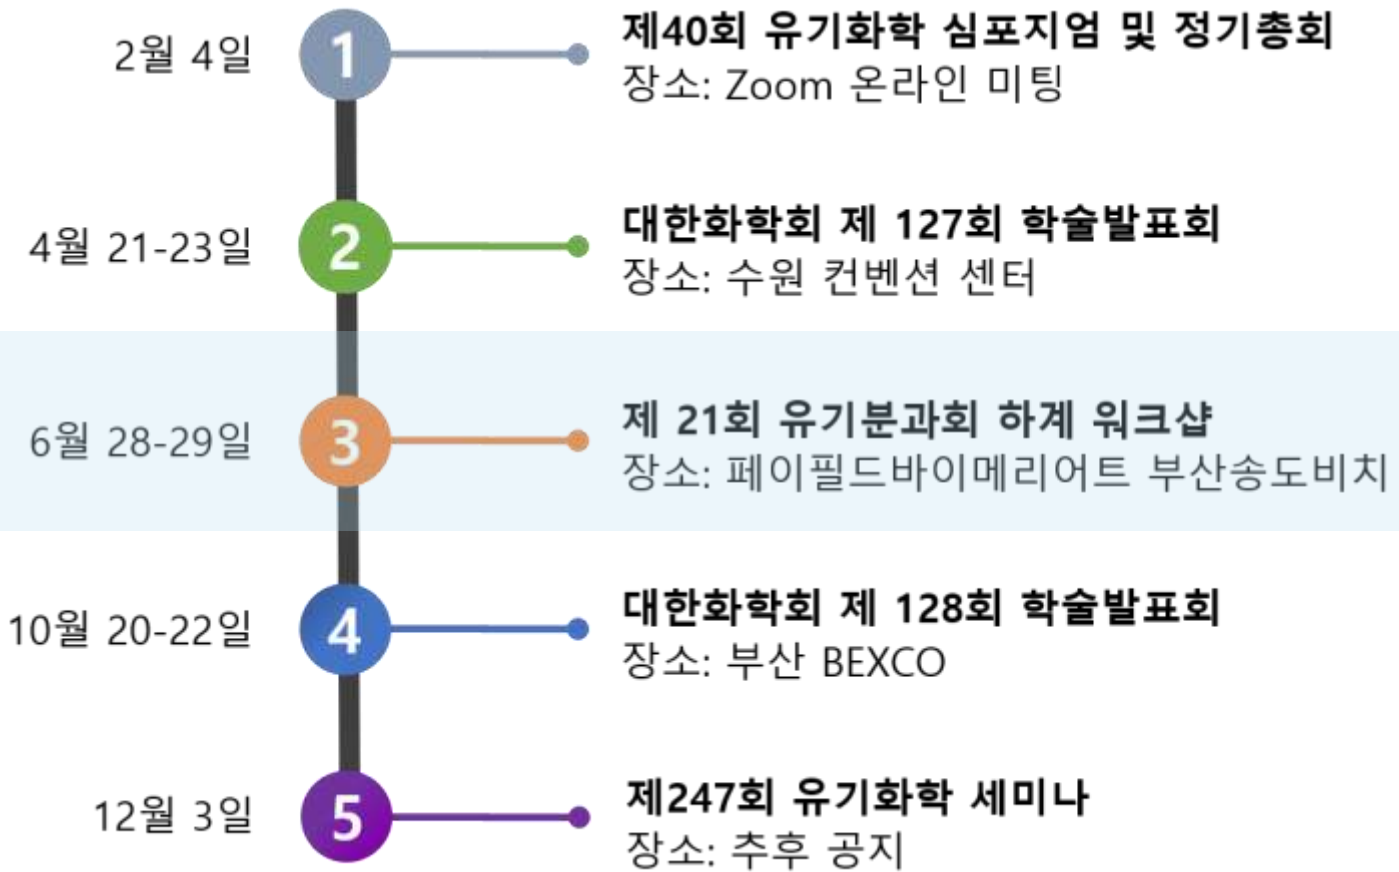 2월 4일
1
제40회 유기화학 심포지엄 및 정기총회
장소: Zoom 온라인 미팅
4월 21-23일
2
대한화학회 제 127회 학술발표회
장소: 수원 컨벤션 센터
6월 28-29일
3
제 21회 유기분과회 하계 워크샵
장소: 페이필드바이메리어트 부산송도비치
10월 20-22일
4
대한화학회 제 128회 학술발표회
장소: 부산 BEXCO
12월 3일
5
제247회 유기화학 세미나
장소: 추후 공지